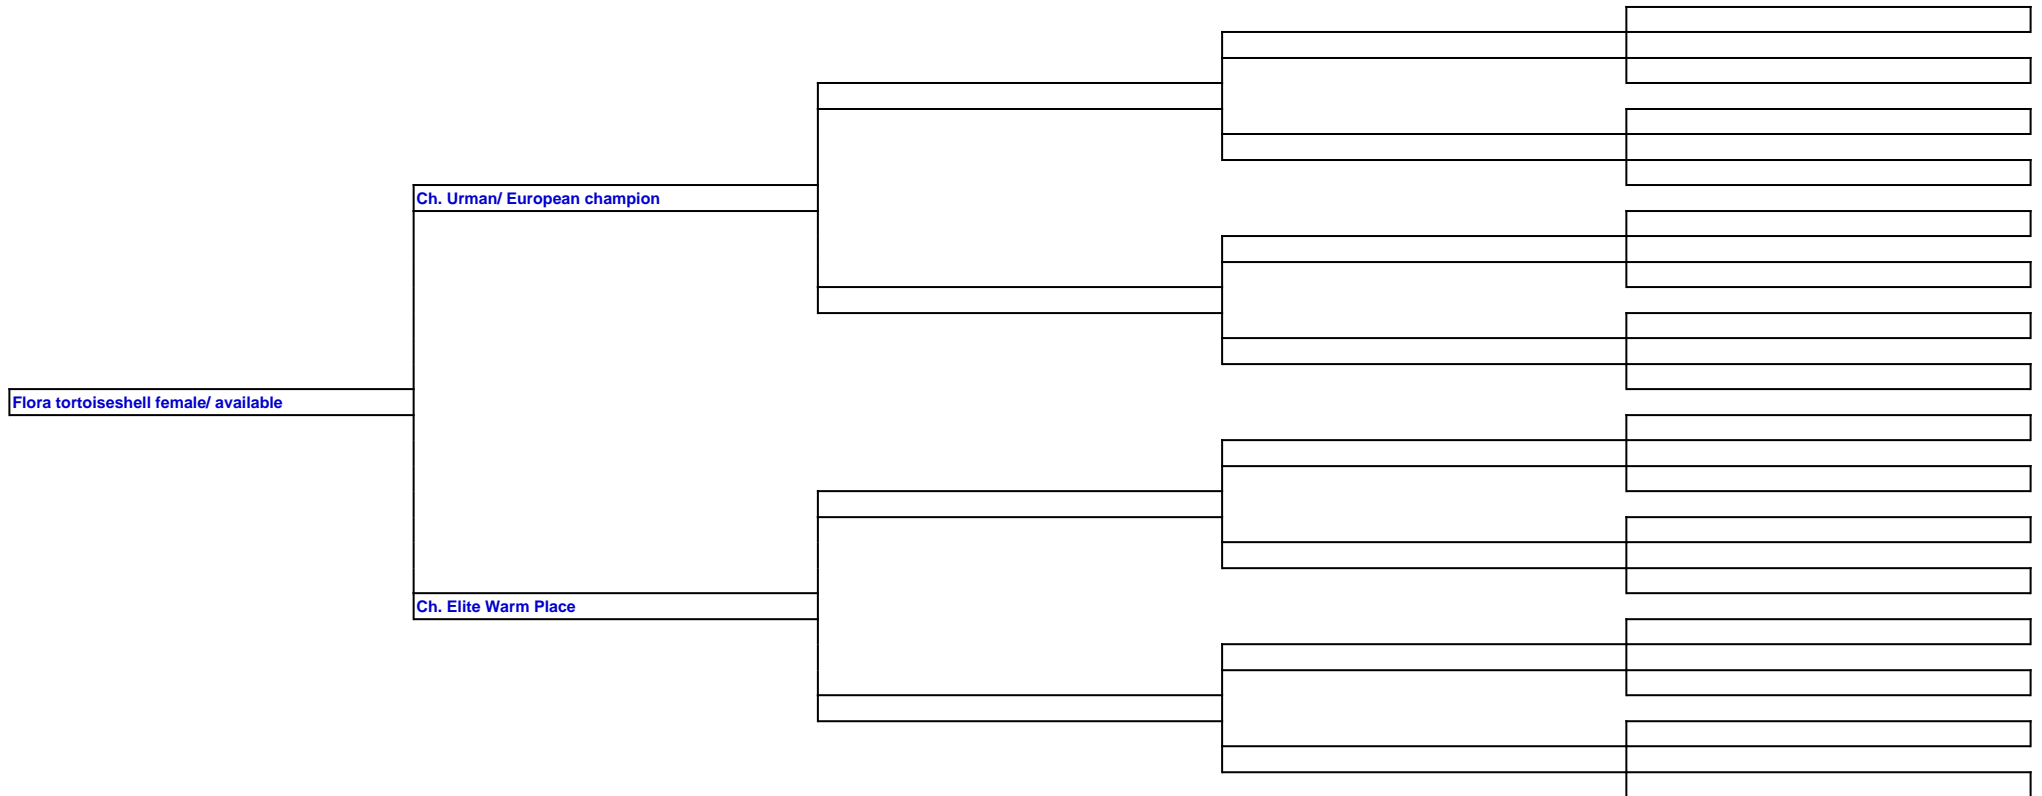 Ch. Urman/ European champion
Flora tortoiseshell female/ available
Ch. Elite Warm Place